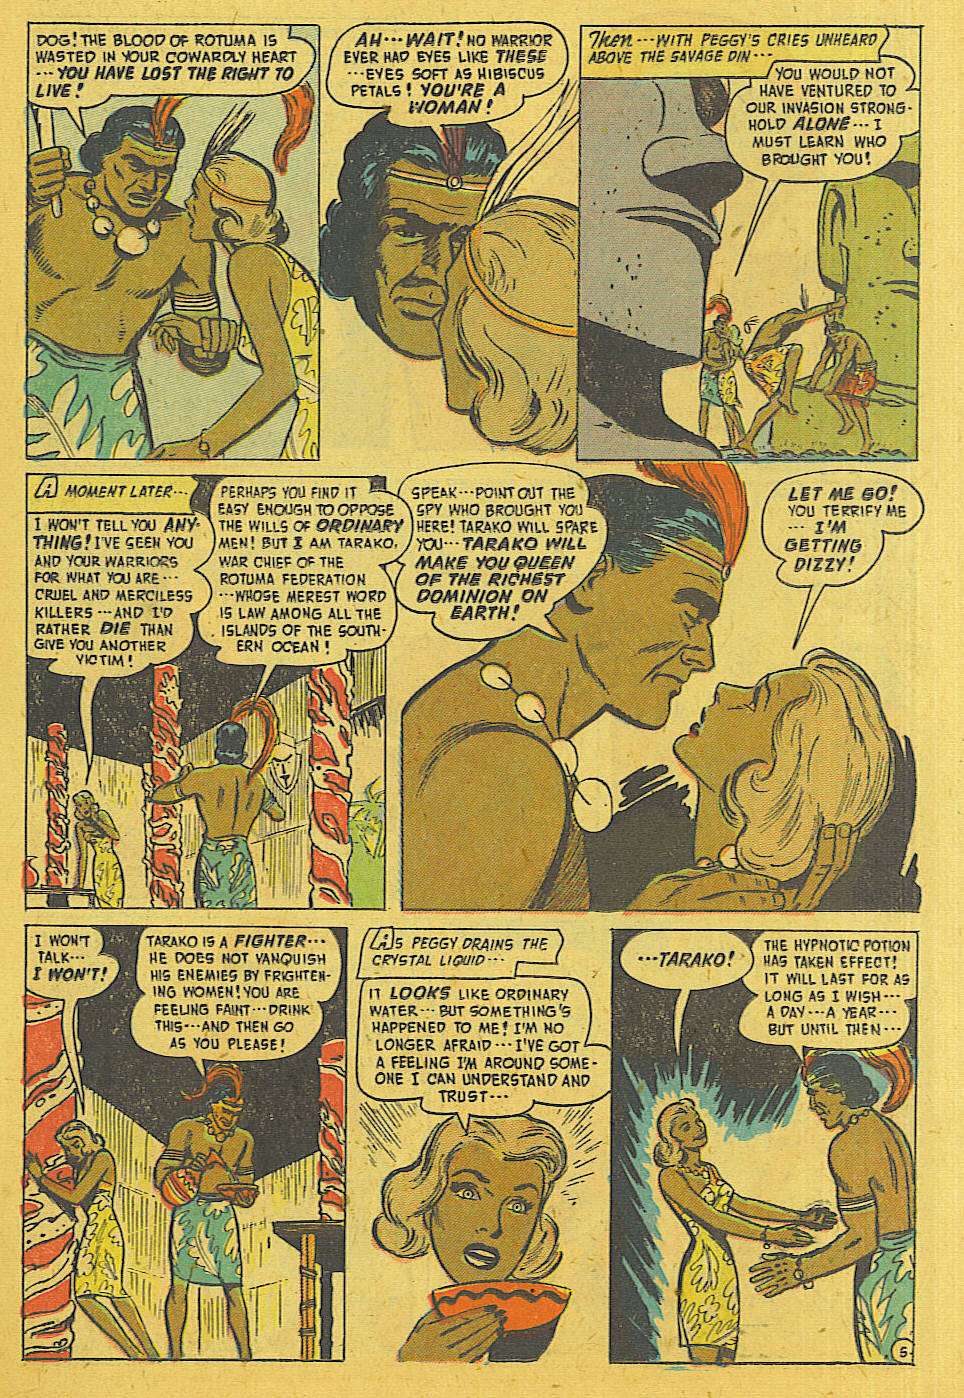 DOG! THE BLOOD OF ROTUMA IS
WASTED IN YOUR COWARDLY HEART
---YOU HAVE LOST THE RIGHT TO
LIVE!
AH---WAIT! NO WARRIOR
EVER HAD EYES LIKE THESE
---EYES SOFT AS HIBISCUS
PETALS! YOU'RE A
WOMAN!
Then---WITH PEGGY'S CRIES UNHEARD
ABOVE THE SAVAGE DIN---
YOU WOULD NOT
HAVE VENTURED TO
OUR INVASION STRONG-
HOLD ALONE---I
MUST LEARN WHO
BROUGHT YOU!
A MOMENT LATER---
I WON'T TELL YOU ANY-
THING! I'VE SEEN YOU
AND YOUR WARRIORS
FOR WHAT YOU ARE---
CRUEL AND MERCILESS
KILLERS---AND I'D
RATHER DIE THAN
GIVE YOU ANOTHER
VICTIM!
PERHAPS YOU FIND IT
EASY ENOUGH TO OPPOSE
THE WILLS OF ORDINARY
MEN! BUT I AM TARAKO,
WAR CHIEF OF THE
ROTUMA FEDERATION
---WHOSE MEREST WORD
IS LAW AMONG ALL THE
ISLANDS OF THE SOUTH-
ERN OCEAN!
SPEAK---POINT OUT THE
SPY WHO BROUGHT YOU
HERE! TARAKO WILL SPARE
YOU---TARAKO WILL
MAKE YOU QUEEN
OF THE RICHEST
DOMINION ON
EARTH!
LET ME GO!
YOU TERRIFY ME
---I'M
GETTING
DIZZY!
I WON'T
TALK---
I WON'T!
TARAKO IS A FIGHTER---
HE DOES NOT VANQUISH
HIS ENEMIES BY FRIGHTEN-
ING WOMEN! YOU ARE
FEELING FAINT---DRINK
THIS---AND THEN GO
AS YOU PLEASE!
AS PEGGY DRAINS THE
CRYSTAL LIQUID---
IT LOOKS LIKE ORDINARY
WATER---BUT SOMETHING'S
HAPPENED TO ME! I'M NO
LONGER AFRAID---I'VE GOT
A FEELING I'M AROUND SOME-
ONE I CAN UNDERSTAND AND
TRUST---
---TARAKO!
THE HYPNOTIC POTION
HAS TAKEN EFFECT!
IT WILL LAST FOR AS
LONG AS I WISH---
A DAY---A YEAR---
BUT UNTIL THEN---
5